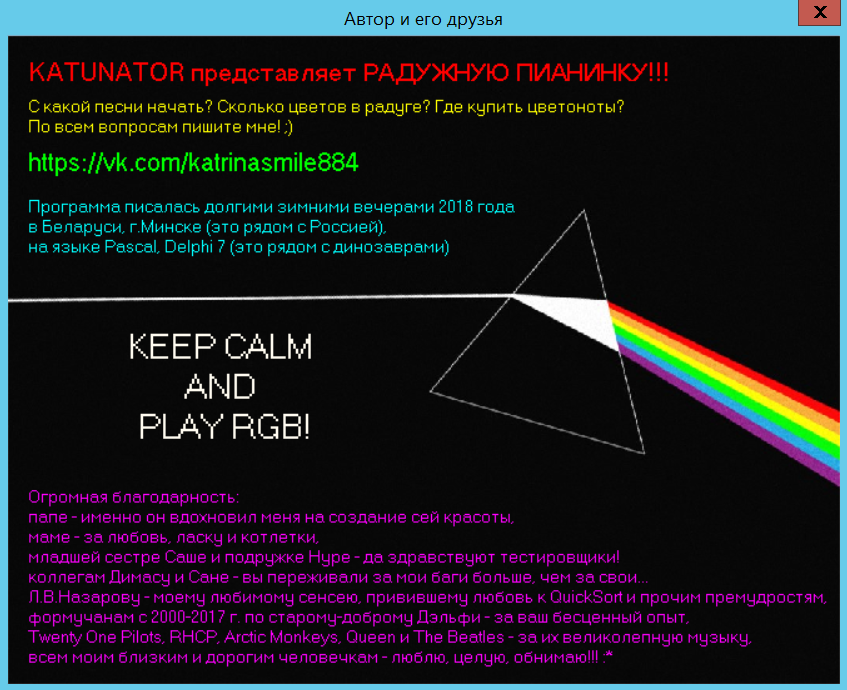 Автор и его друзья
KATUNATOR представляет РАДУЖНУЮ ПИАНИНКУ!!!
С какой песни начать? Сколько цветов в радуге? Где купить цветоноты?
По всем вопросам пишите мне! ;)
https://vk.com/katrinasmile884
Программа писалась долгими зимними вечерами 2018 года
в Беларуси, г.Минске (это рядом с Россией),
на языке Pascal, Delphi 7 (это рядом с динозаврами)
KEEP CALM
AND
PLAY RGB!
Огромная благодарность:
папе - именно он вдохновил меня на создание сей красоты,
маме - за любовь, ласку и котлетки,
младшей сестре Саше и подружке Нуре - да здравствуют тестировщики!
коллегам Димасу и Сане - вы переживали за мои баги больше, чем за свои...
Л.В.Назарову - моему любимому сенсею, привившему любовь к QuickSort и прочим премудростям,
формучанам с 2000-2017 г. по старому-доброму Дэльфи - за ваш бесценный опыт,
Twenty One Pilots, RHCP, Arctic Monkeys, Queen и The Beatles - за их великолепную музыку,
всем моим близким и дорогим человечкам - люблю, целую, обнимаю!!! :*